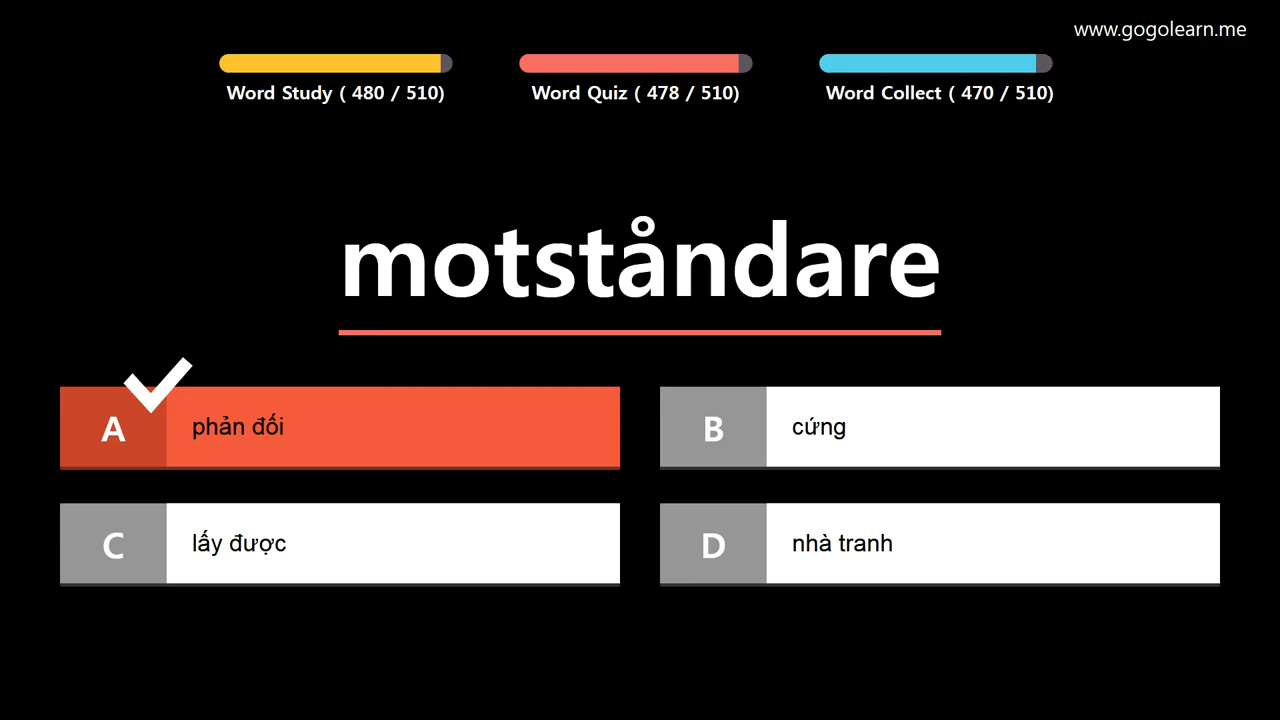 www.gogolearn.me
Word Study ( 480 / 510)
Word Quiz ( 478 / 510)
Word Collect ( 470 / 510)
motståndare
A phản đối
B cứng
C lấy được
D nhà tranh